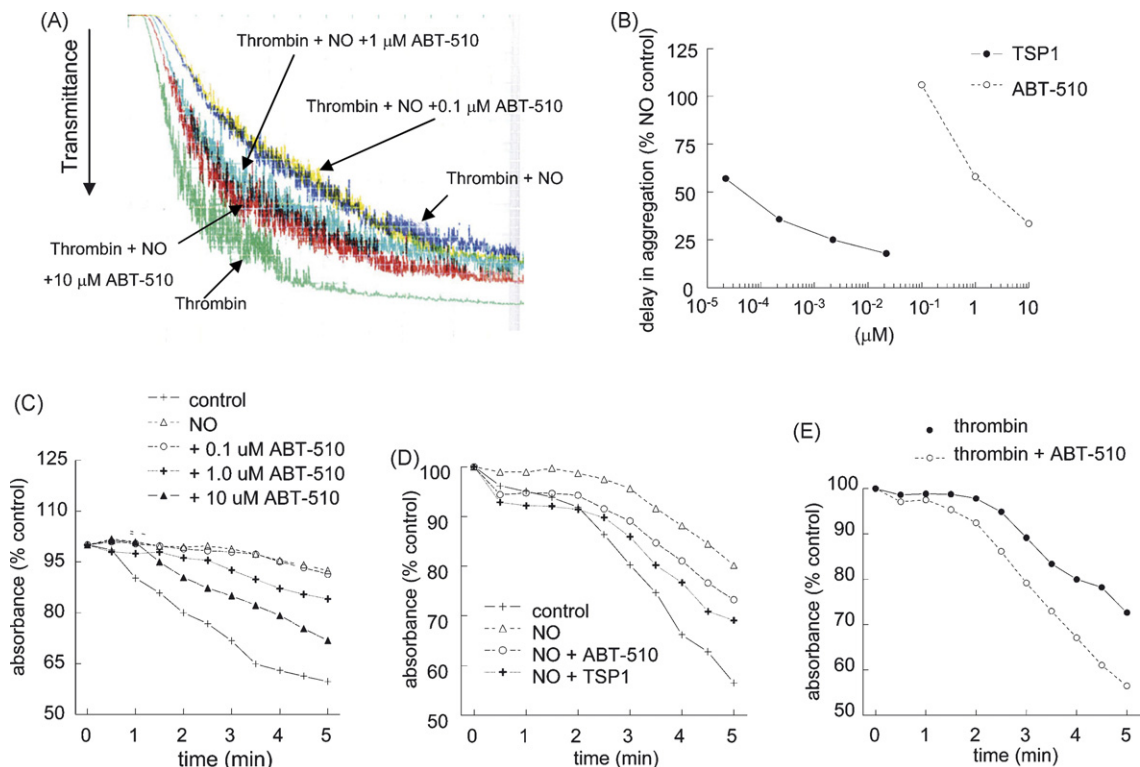 (A)
Transmittance
Thrombin + NO +1 μM ABT-510
Thrombin + NO +0.1 μM ABT-510
Thrombin + NO
Thrombin + NO
+10 μM ABT-510
Thrombin
(B)
delay in aggregation (% NO control)
125
100
75
50
25
0
10⁻⁵ 10⁻⁴ 10⁻³ 10⁻² 10⁻¹ 1 10
(μM)
TSP1
ABT-510
(C)
control
NO
+ 0.1 uM ABT-510
+ 1.0 uM ABT-510
+ 10 uM ABT-510
absorbance (% control)
125
110
95
80
65
50
0 1 2 3 4 5
time (min)
(D)
absorbance (% control)
100
90
80
70
60
50
control
NO
NO + ABT-510
NO + TSP1
0 1 2 3 4 5
time (min)
(E)
thrombin
thrombin + ABT-510
absorbance (% control)
100
90
80
70
60
50
0 1 2 3 4 5
time (min)